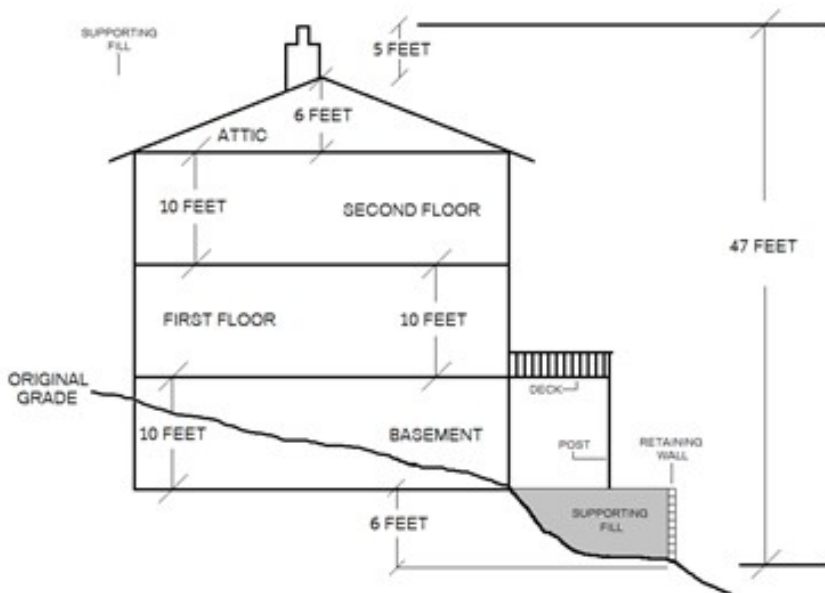 SUPPORTING
FILL
5 FEET
6 FEET
ATTIC
10 FEET
SECOND FLOOR
47 FEET
FIRST FLOOR
10 FEET
ORIGINAL
GRADE
DECK
10 FEET
BASEMENT
POST
RETAINING
WALL
6 FEET
SUPPORTING
FILL